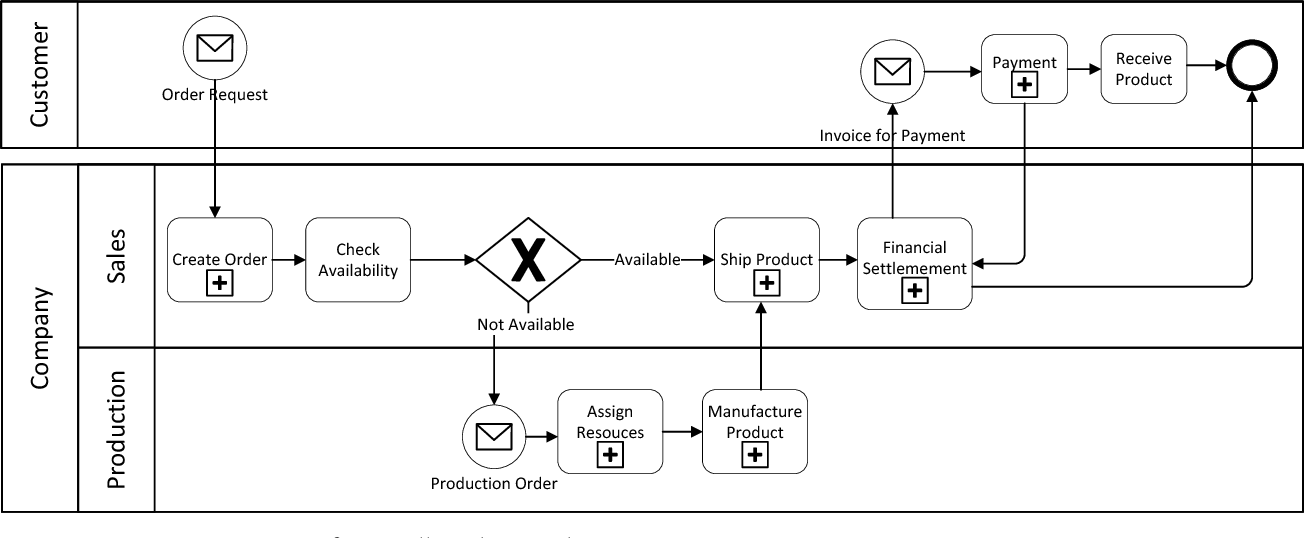 Customer
Order Request
Invoice for Payment
Payment
Receive
Product
Company
Sales
Create Order
Check
Availability
X
Available
Not Available
Ship Product
Financial
Settlemement
Production
Production Order
Assign
Resouces
Manufacture
Product